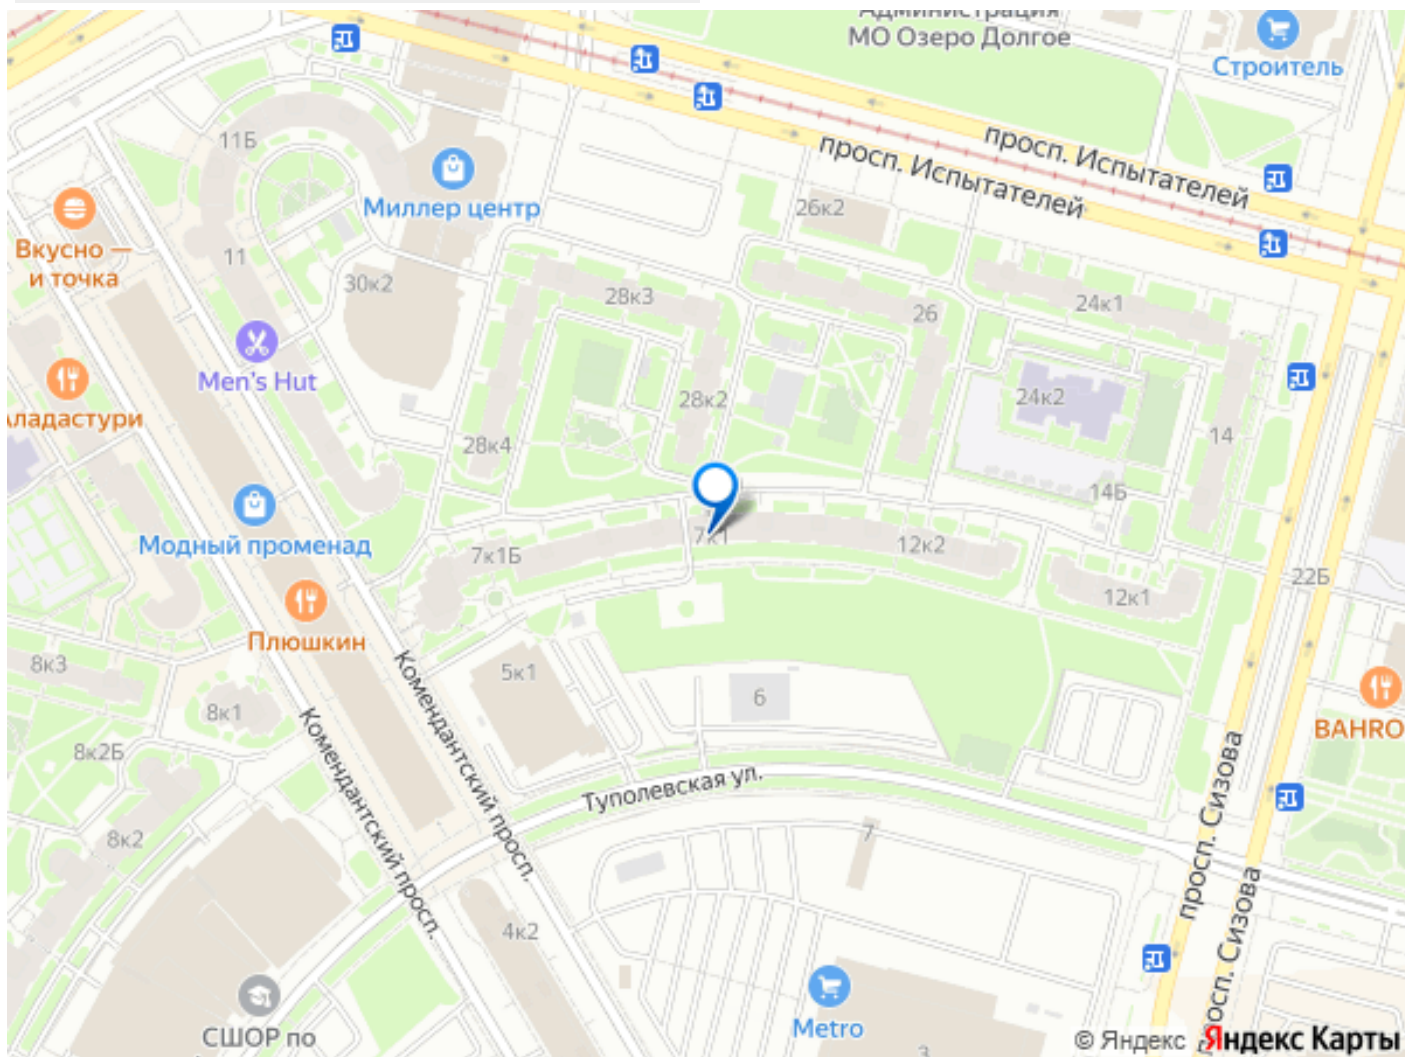 Администрация
МО Озеро Долгое
Строитель
просп. Испытателей
просп. Испытателей
11Б
Миллер центр
26к2
Вкусно —
и точка
11
30к2
28к3
26
24к1
Men's Hut
28к2
24к2
Аладастури
28к4
14
14Б
Модный променад
7к1Б
7к1
12к2
22Б
12к1
Плюшкин
8к3
5к1
6
8к1
8к2Б
BAHRO
Комендантский просп.
Комендантский просп.
Туполевская ул.
просп. Сизова
просп. Сизова
8к2
7
4к2
Metro
СШОР по
3
© Яндекс Яндекс Карты